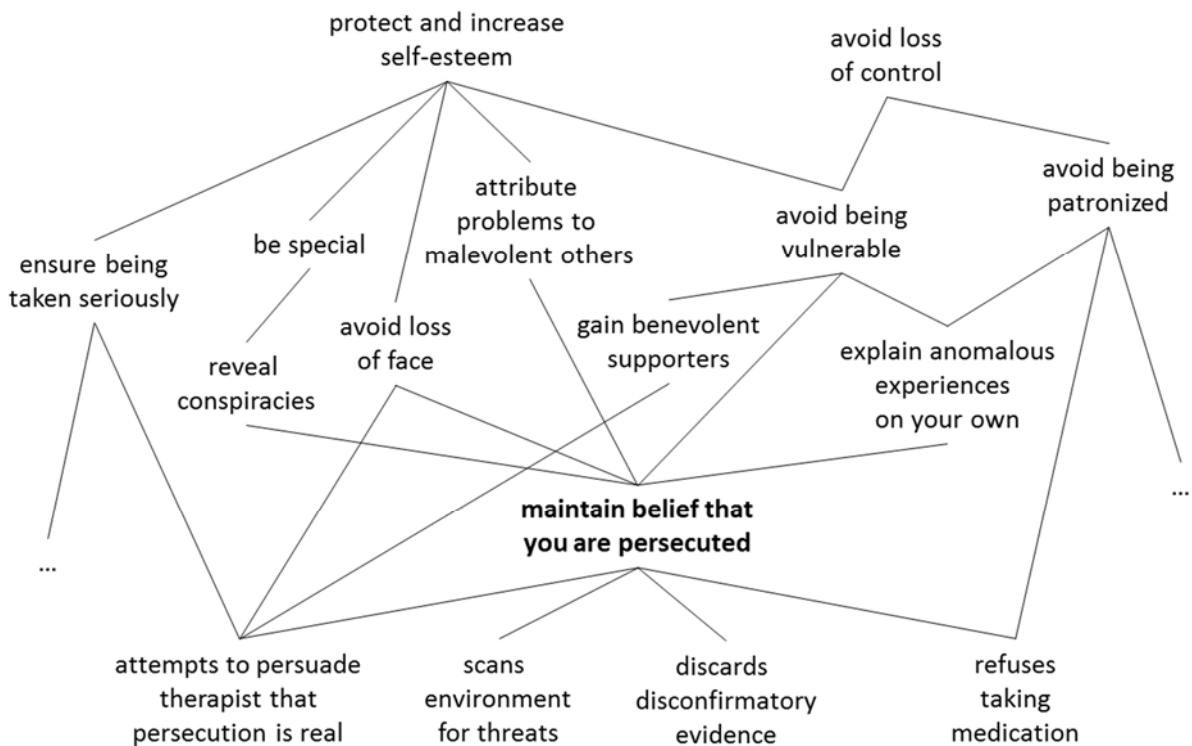 protect and increase
self-esteem
avoid loss
of control
attribute
problems to
malevolent others
avoid being
patronized
be special
avoid being
vulnerable
ensure being
taken seriously
reveal
conspiracies
avoid loss
of face
gain benevolent
supporters
explain anomalous
experiences
on your own
...
maintain belief that
you are persecuted
...
attempts to persuade
therapist that
persecution is real
scans
environment
for threats
discards
disconfirmatory
evidence
refuses
taking
medication